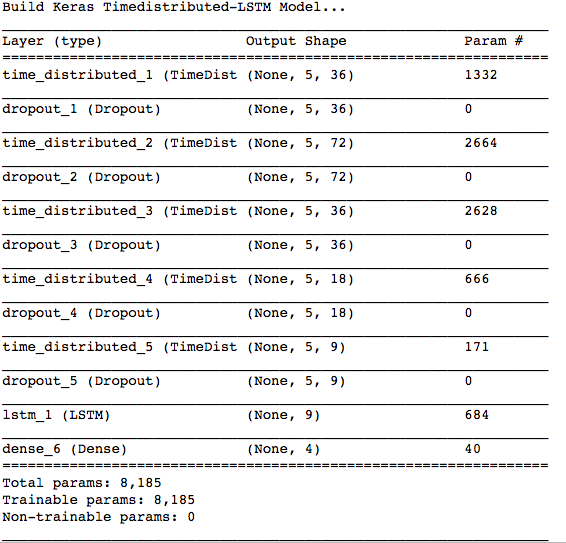 Build Keras Timedistributed-LSTM Model...
Layer (type) Output Shape Param #
time_distributed_1 (TimeDist (None, 5, 36) 1332
dropout_1 (Dropout) (None, 5, 36) 0
time_distributed_2 (TimeDist (None, 5, 72) 2664
dropout_2 (Dropout) (None, 5, 72) 0
time_distributed_3 (TimeDist (None, 5, 36) 2628
dropout_3 (Dropout) (None, 5, 36) 0
time_distributed_4 (TimeDist (None, 5, 18) 666
dropout_4 (Dropout) (None, 5, 18) 0
time_distributed_5 (TimeDist (None, 5, 9) 171
dropout_5 (Dropout) (None, 5, 9) 0
lstm_1 (LSTM) (None, 9) 684
dense_6 (Dense) (None, 4) 40
Total params: 8,185
Trainable params: 8,185
Non-trainable params: 0